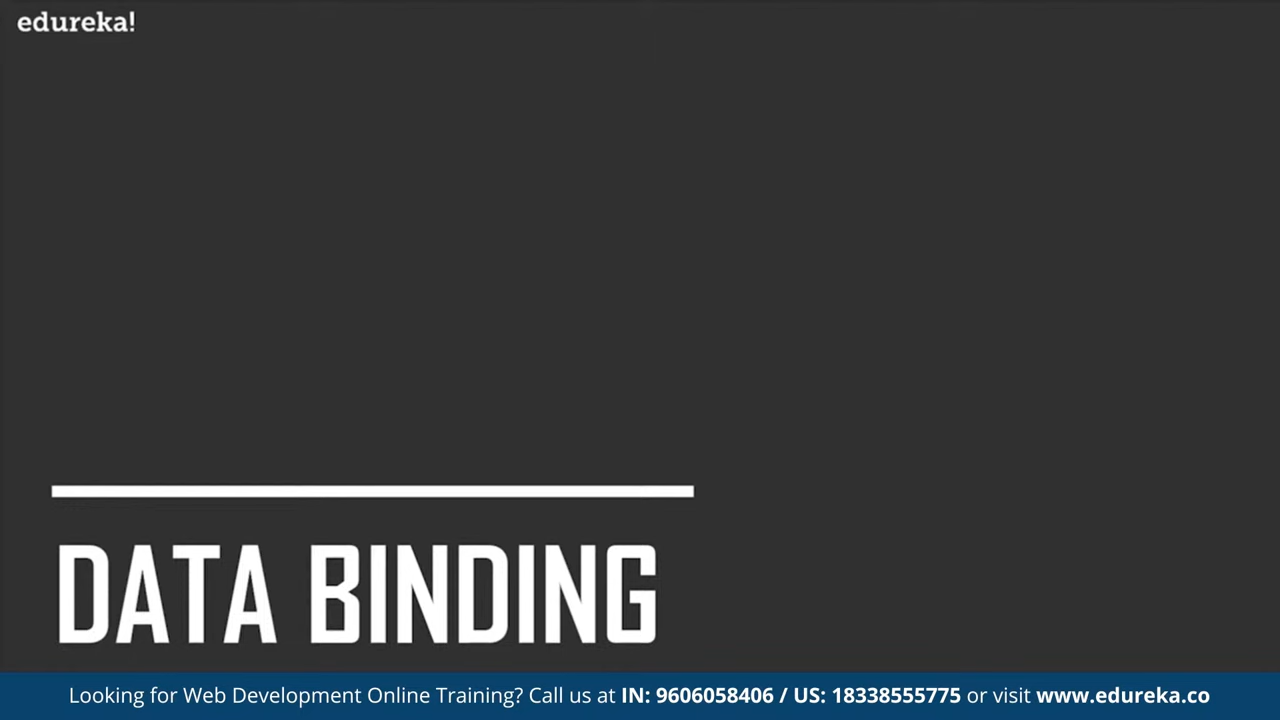 edureka!
DATA BINDING
Looking for Web Development Online Training? Call us at IN: 9606058406 / US: 18338555775 or visit www.edureka.co